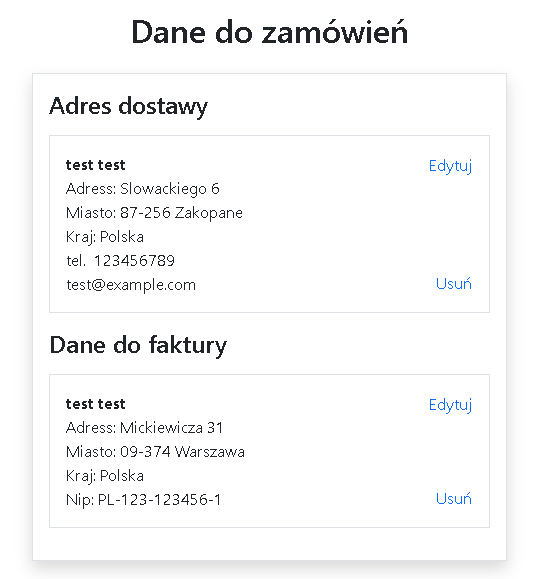 Dane do zamówień
Adres dostawy
test test
Edytuj
Adress: Slowackiego 6
Miasto: 87-256 Zakopane
Kraj: Polska
tel. 123456789
test@example.com
Usuń
Dane do faktury
test test
Edytuj
Adress: Mickiewicza 31
Miasto: 09-374 Warszawa
Kraj: Polska
Nip: PL-123-123456-1
Usuń